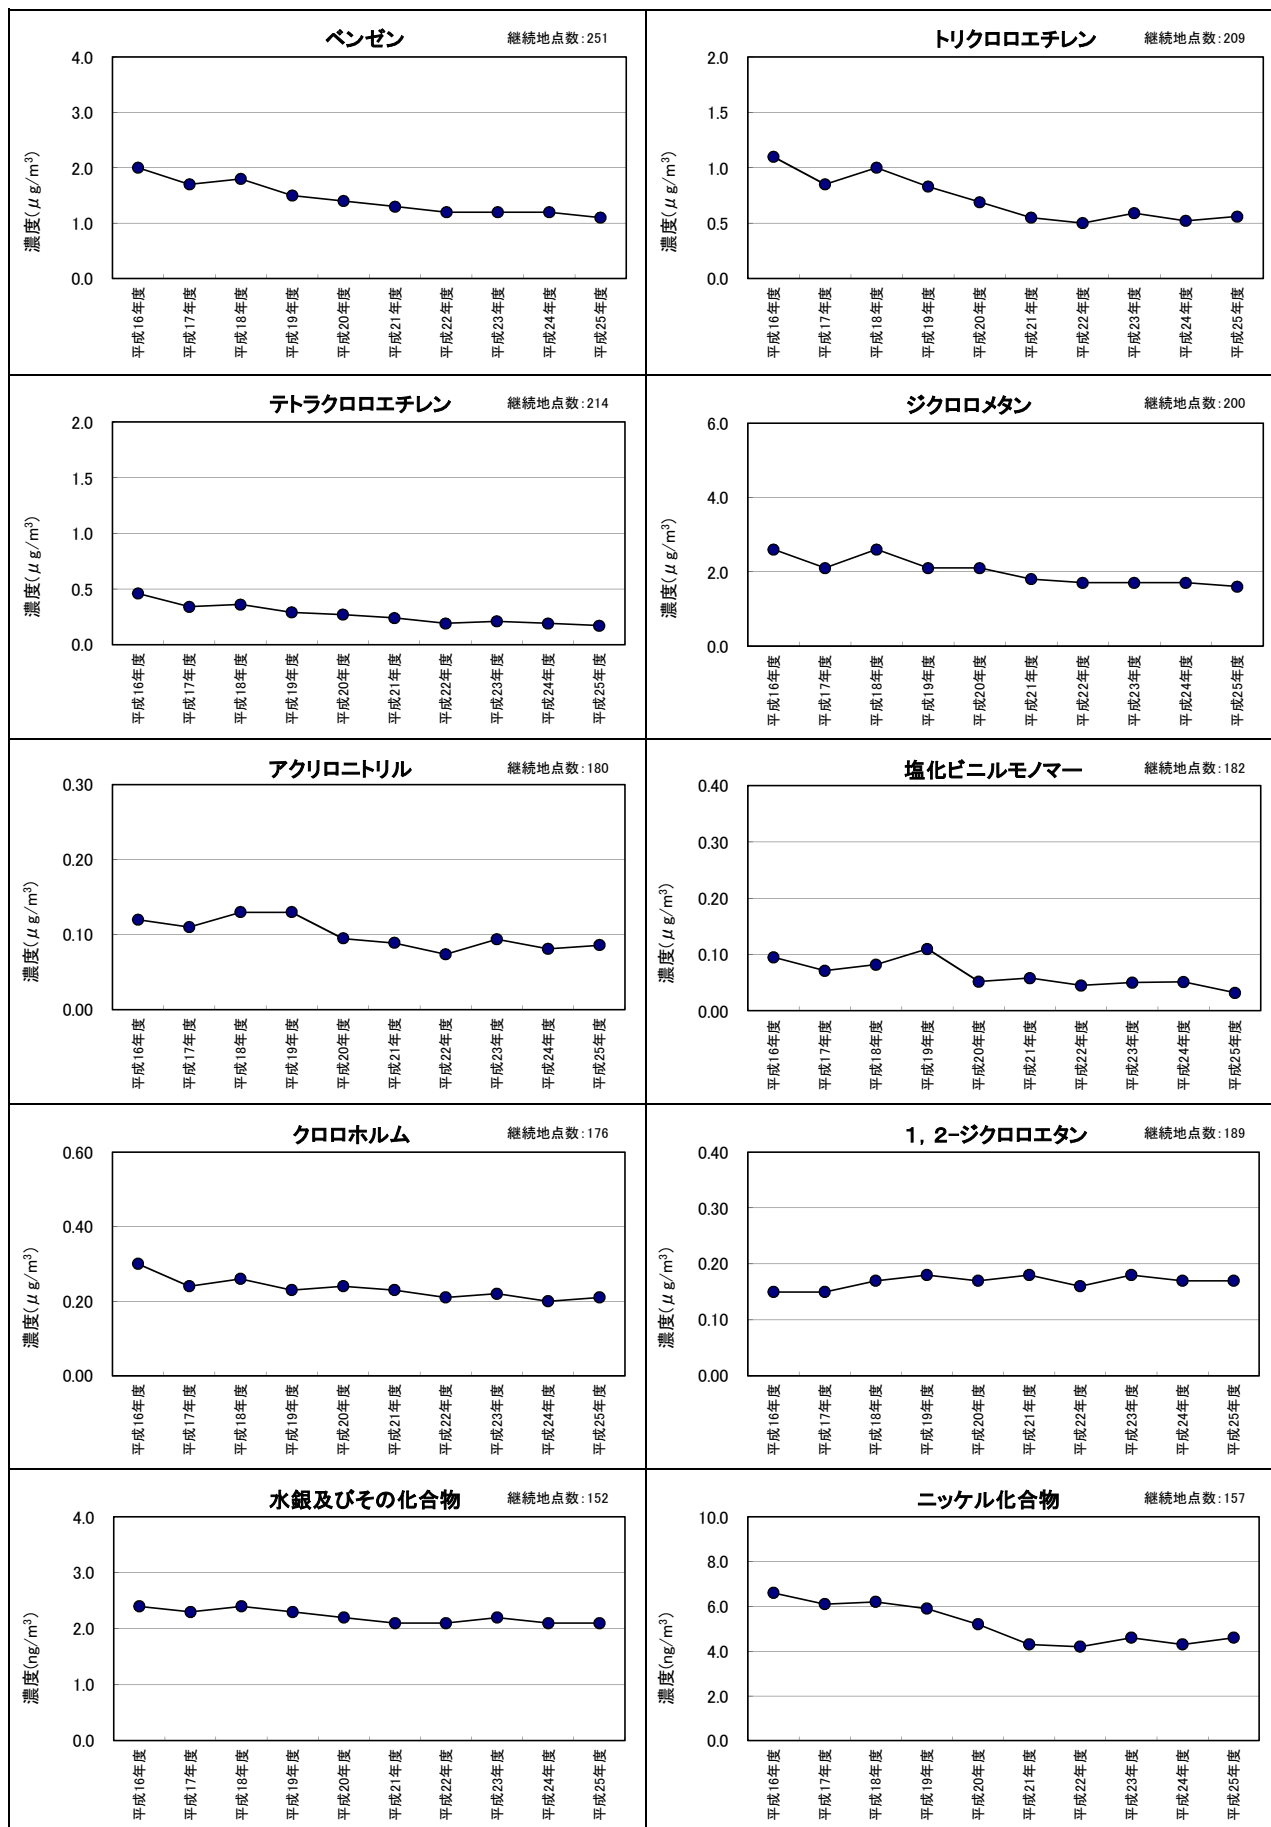 ベンゼン 継続地点数：251
4.0
3.0
2.0
1.0
0.0
濃度（μg/m³）
平成16年度
平成17年度
平成18年度
平成19年度
平成20年度
平成21年度
平成22年度
平成23年度
平成24年度
平成25年度
トリクロロエチレン 継続地点数：209
2.0
1.5
1.0
0.5
0.0
濃度（μg/m³）
平成16年度
平成17年度
平成18年度
平成19年度
平成20年度
平成21年度
平成22年度
平成23年度
平成24年度
平成25年度
テトラクロロエチレン 継続地点数：214
2.0
1.5
1.0
0.5
0.0
濃度（μg/m³）
平成16年度
平成17年度
平成18年度
平成19年度
平成20年度
平成21年度
平成22年度
平成23年度
平成24年度
平成25年度
ジクロロメタン 継続地点数：200
6.0
4.0
2.0
0.0
濃度（μg/m³）
平成16年度
平成17年度
平成18年度
平成19年度
平成20年度
平成21年度
平成22年度
平成23年度
平成24年度
平成25年度
アクリロニトリル 継続地点数：180
0.30
0.20
0.10
0.00
濃度（μg/m³）
平成16年度
平成17年度
平成18年度
平成19年度
平成20年度
平成21年度
平成22年度
平成23年度
平成24年度
平成25年度
塩化ビニルモノマー 継続地点数：182
0.40
0.30
0.20
0.10
0.00
濃度（μg/m³）
平成16年度
平成17年度
平成18年度
平成19年度
平成20年度
平成21年度
平成22年度
平成23年度
平成24年度
平成25年度
クロロホルム 継続地点数：176
0.60
0.40
0.20
0.00
濃度（μg/m³）
平成16年度
平成17年度
平成18年度
平成19年度
平成20年度
平成21年度
平成22年度
平成23年度
平成24年度
平成25年度
１，２-ジクロロエタン 継続地点数：189
0.40
0.30
0.20
0.10
0.00
濃度（μg/m³）
平成16年度
平成17年度
平成18年度
平成19年度
平成20年度
平成21年度
平成22年度
平成23年度
平成24年度
平成25年度
水銀及びその化合物 継続地点数：152
4.0
3.0
2.0
1.0
0.0
濃度(ng/m³)
平成16年度
平成17年度
平成18年度
平成19年度
平成20年度
平成21年度
平成22年度
平成23年度
平成24年度
平成25年度
ニッケル化合物 継続地点数：157
10.0
8.0
6.0
4.0
2.0
0.0
濃度(ng/m³)
平成16年度
平成17年度
平成18年度
平成19年度
平成20年度
平成21年度
平成22年度
平成23年度
平成24年度
平成25年度